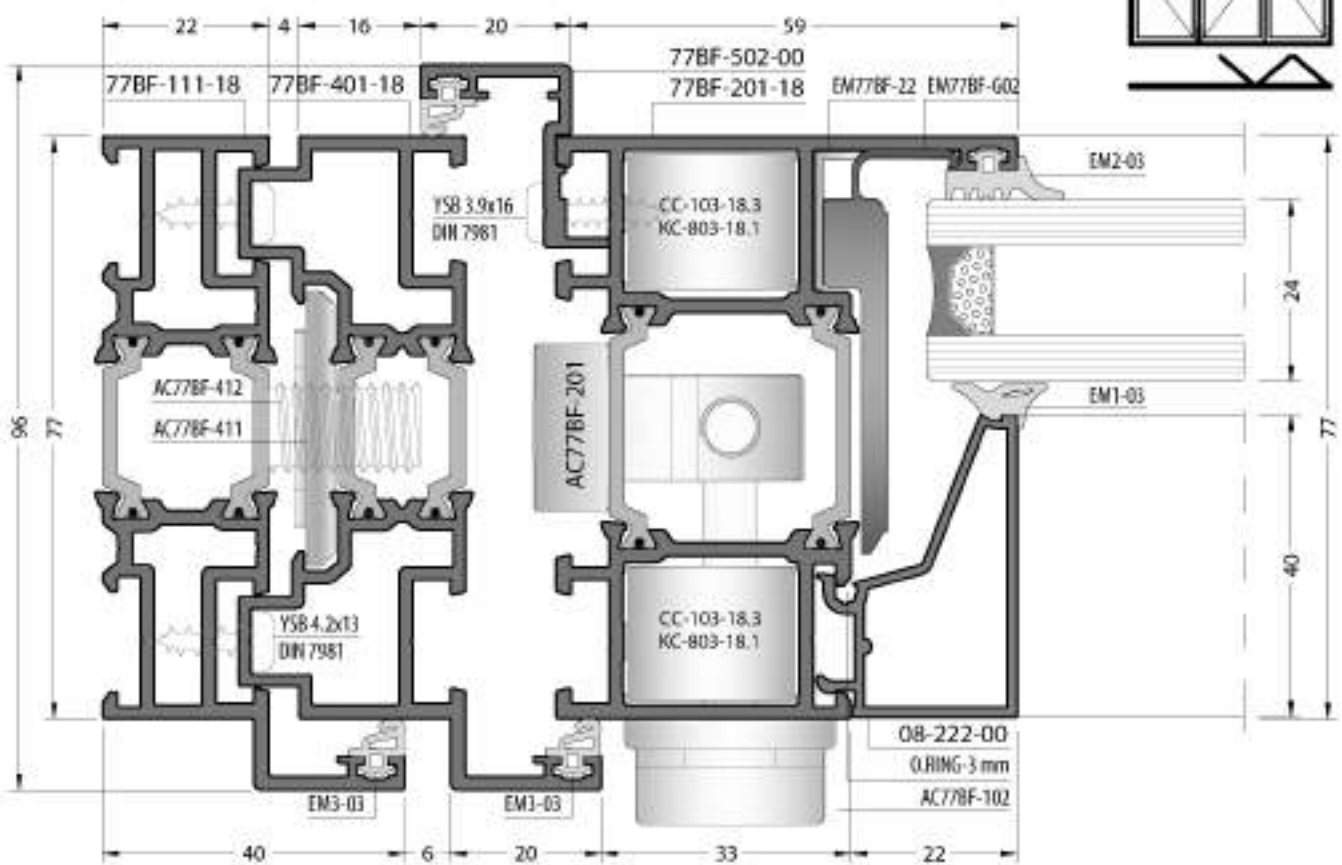 22
4
16
20
59
77BF-502-00
77BF-111-18
77BF-401-18
77BF-201-18
EM77BF-22
EM77BF-G02
EM2-03
YSB 3.9x16
DIN 7981
CC-103-18.3
KC-803-18.1
24
AC77BF-412
AC77BF-411
AC77BF-201
EM1-03
96
77
77
40
YSB 4.2x13
DIN 7981
CC-103-18.3
KC-803-18.1
08-222-00
O.RING-3 mm
AC77BF-102
EM3-03
EM3-03
40
6
20
33
22